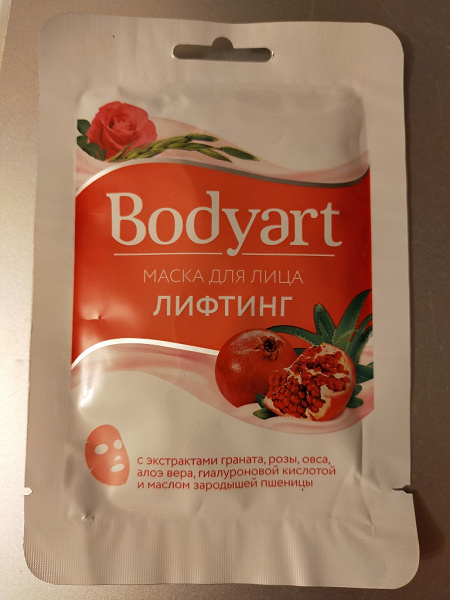 Bodyart
МАСКА ДЛЯ ЛИЦА
ЛИФТИНГ
с экстрактами граната, розы, овса,
алоэ вера, гиалуроновой кислотой
и маслом зародышей пшеницы